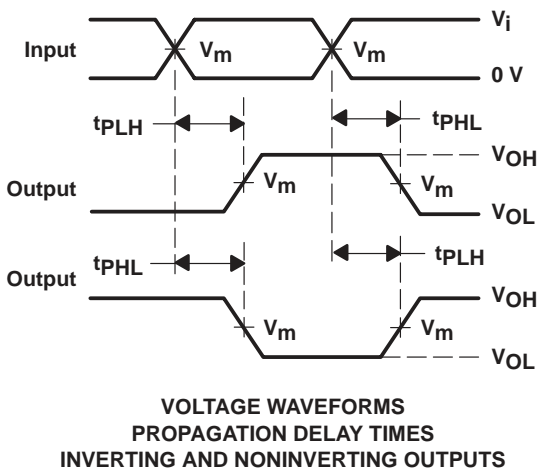 Vi
Input Vm Vm
0 V
tPLH tPHL
VOH
Output Vm Vm
VOL
tPHL tPLH
Output VOH
Vm Vm
VOL
VOLTAGE WAVEFORMS
PROPAGATION DELAY TIMES
INVERTING AND NONINVERTING OUTPUTS